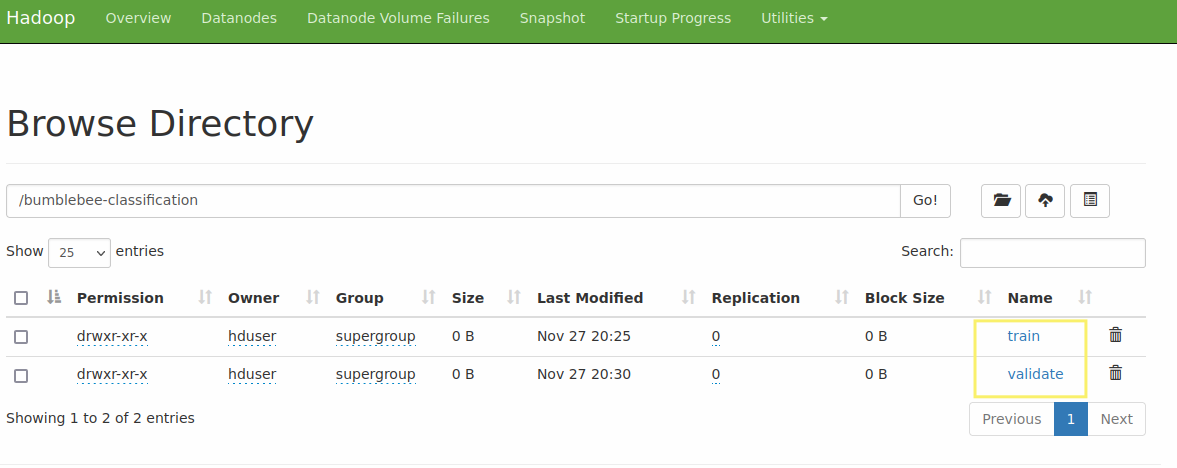 Hadoop Overview Datanodes Datanode Volume Failures Snapshot Startup Progress Utilities
Browse Directory
/bumblebee-classification Go!
Show 25 entries Search:
Permission Owner Group Size Last Modified Replication Block Size Name
drwxr-xr-x hduser supergroup 0 B Nov 27 20:25 0 0 B train
drwxr-xr-x hduser supergroup 0 B Nov 27 20:30 0 0 B validate
Showing 1 to 2 of 2 entries Previous 1 Next